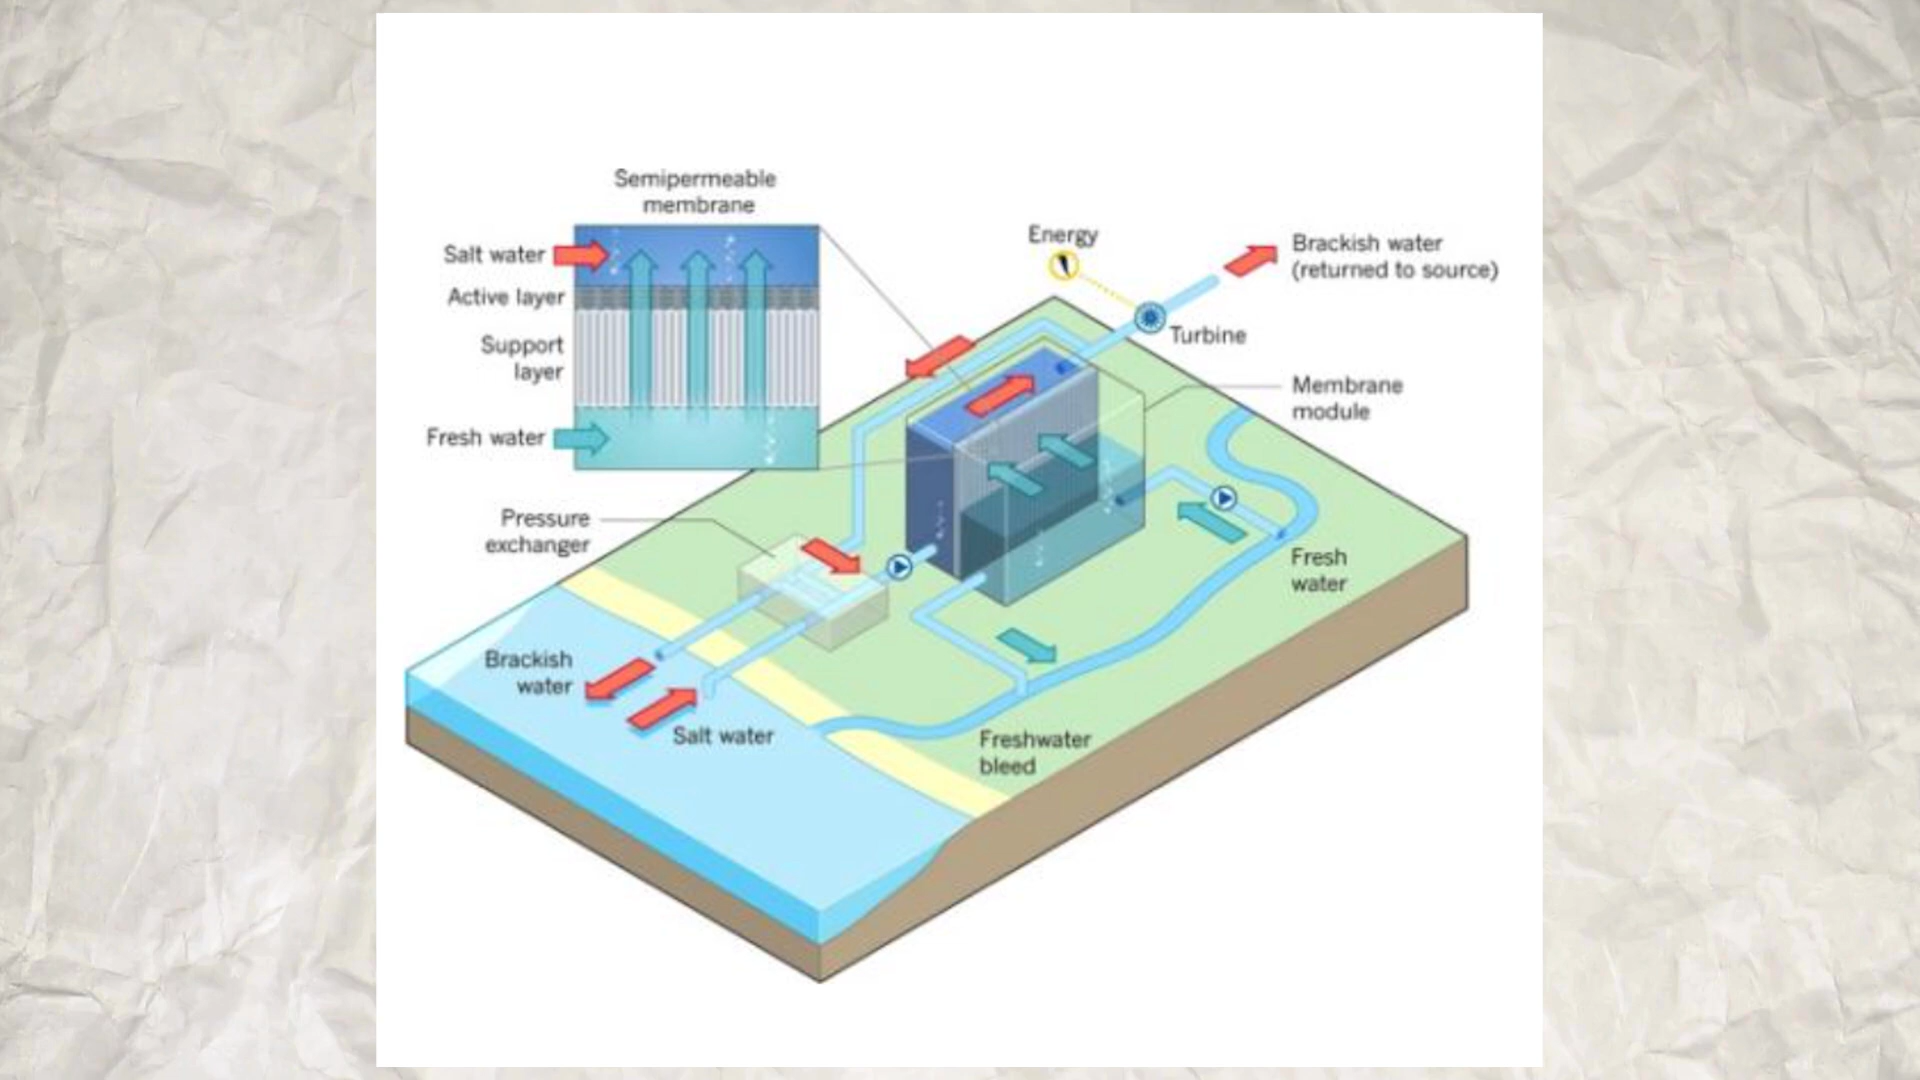 Semipermeable
membrane
Salt water
Active layer
Support
layer
Fresh water
Energy
Brackish water
(returned to source)
Turbine
Membrane
module
Pressure
exchanger
Fresh
water
Brackish
water
Salt water
Freshwater
bleed